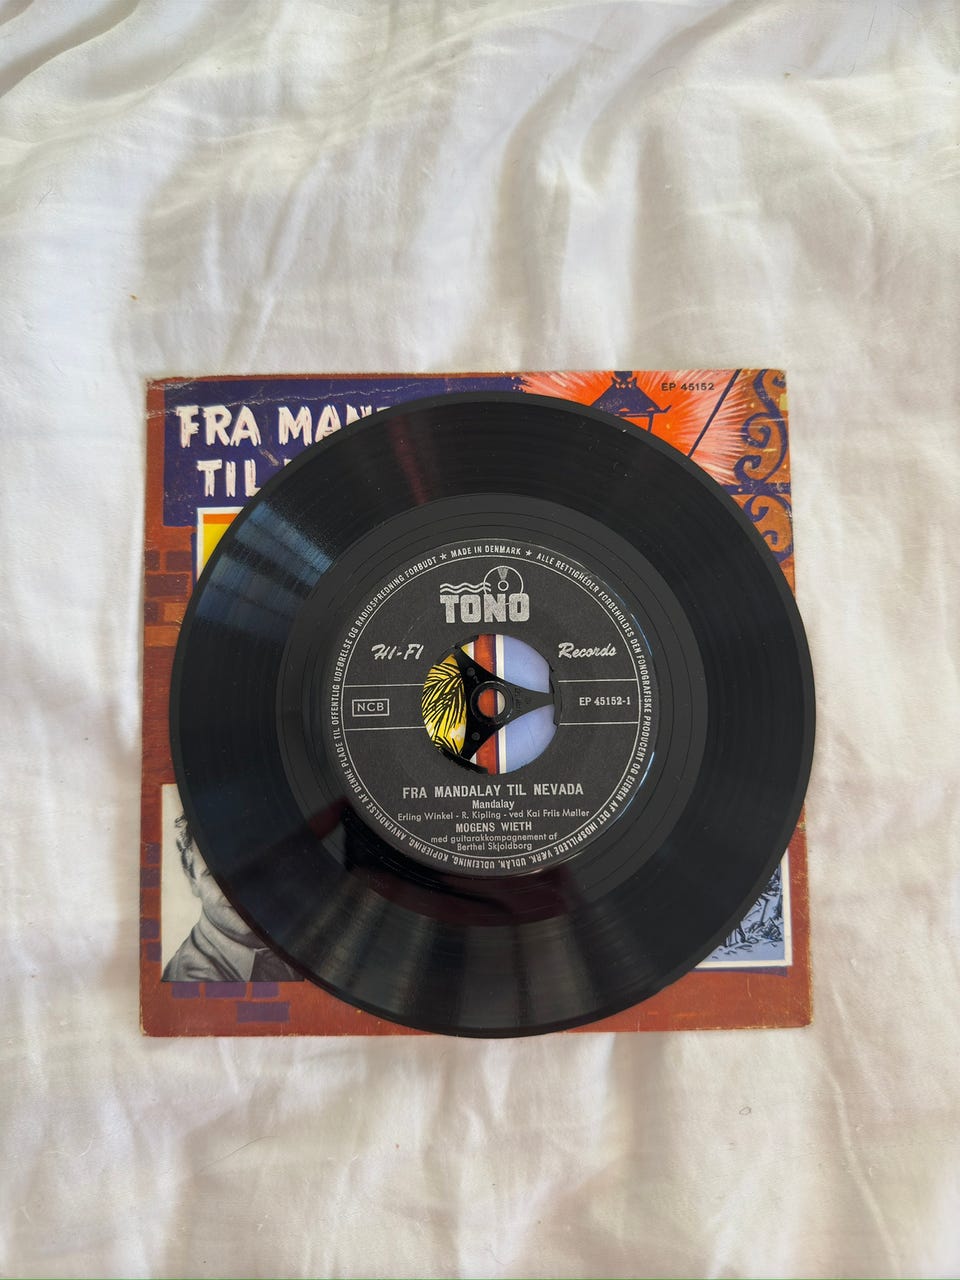 EP 45152
FRA MAN
TIL
ANVENDELSE AF DENNE PLADE TIL OFFENTLIG UDFØRELSE OG RADIOSPREDNING FORBUDT ★ MADE IN DENMARK ★ ALLE RETTIGHEDER FORBEHOLDES DEN FONOGRAFISKE PRODUCENT OG EJEREN AF DET INDSPILLEDE VÆRK. UDLÅN, UDLEJNING, KOPIERING,
TONO
HI-FI Records
NCB EP 45152-1
FRA MANDALAY TIL NEVADA
Mandalay
Erling Winkel - R. Kipling - ved Kai Friis Møller
MOGENS WIETH
med guitarakkompagnement af
Berthel Skjoldborg